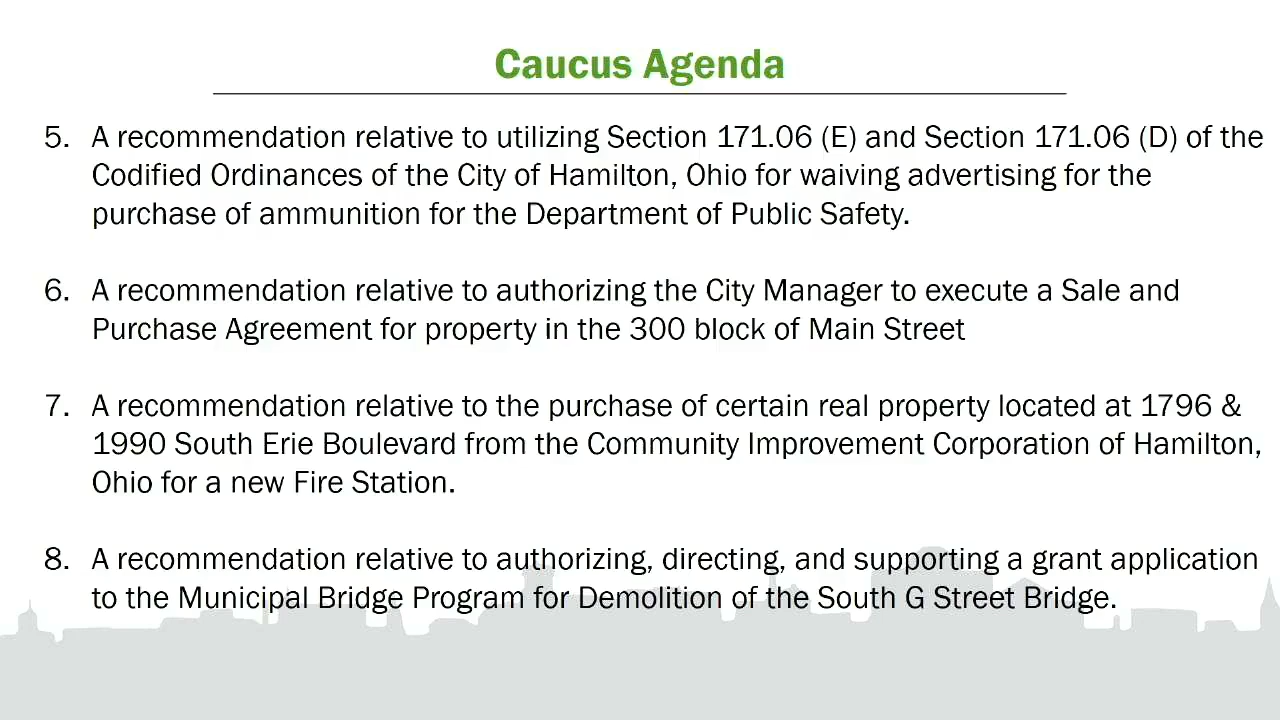 Caucus Agenda
5. A recommendation relative to utilizing Section 171.06 (E) and Section 171.06 (D) of the
Codified Ordinances of the City of Hamilton, Ohio for waiving advertising for the
purchase of ammunition for the Department of Public Safety.
6. A recommendation relative to authorizing the City Manager to execute a Sale and
Purchase Agreement for property in the 300 block of Main Street
7. A recommendation relative to the purchase of certain real property located at 1796 &
1990 South Erie Boulevard from the Community Improvement Corporation of Hamilton,
Ohio for a new Fire Station.
8. A recommendation relative to authorizing, directing, and supporting a grant application
to the Municipal Bridge Program for Demolition of the South G Street Bridge.